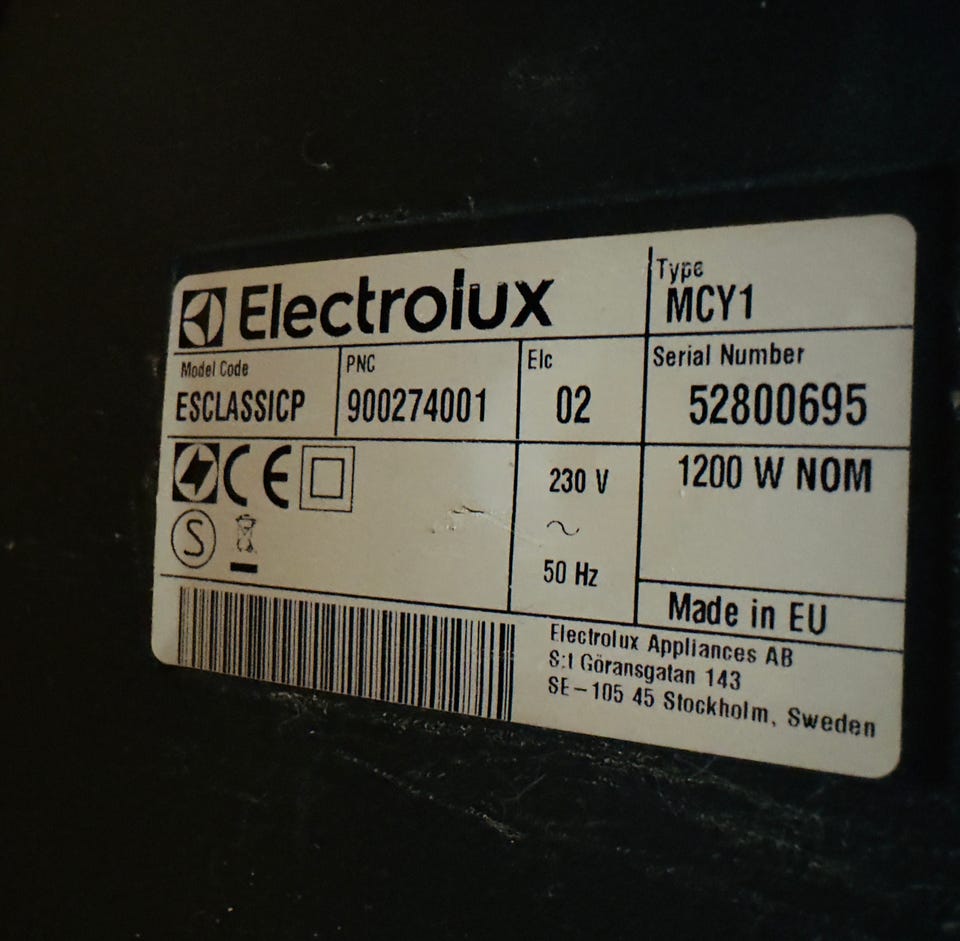 Electrolux
Type
MCY1
Model Code
ESCLASSICP
PNC
900274001
Elc
02
Serial Number
52800695
CE
S
230 V
~
50 Hz
1200 W NOM
Made in EU
Electrolux Appliances AB
S:t Göransgatan 143
SE-105 45 Stockholm, Sweden